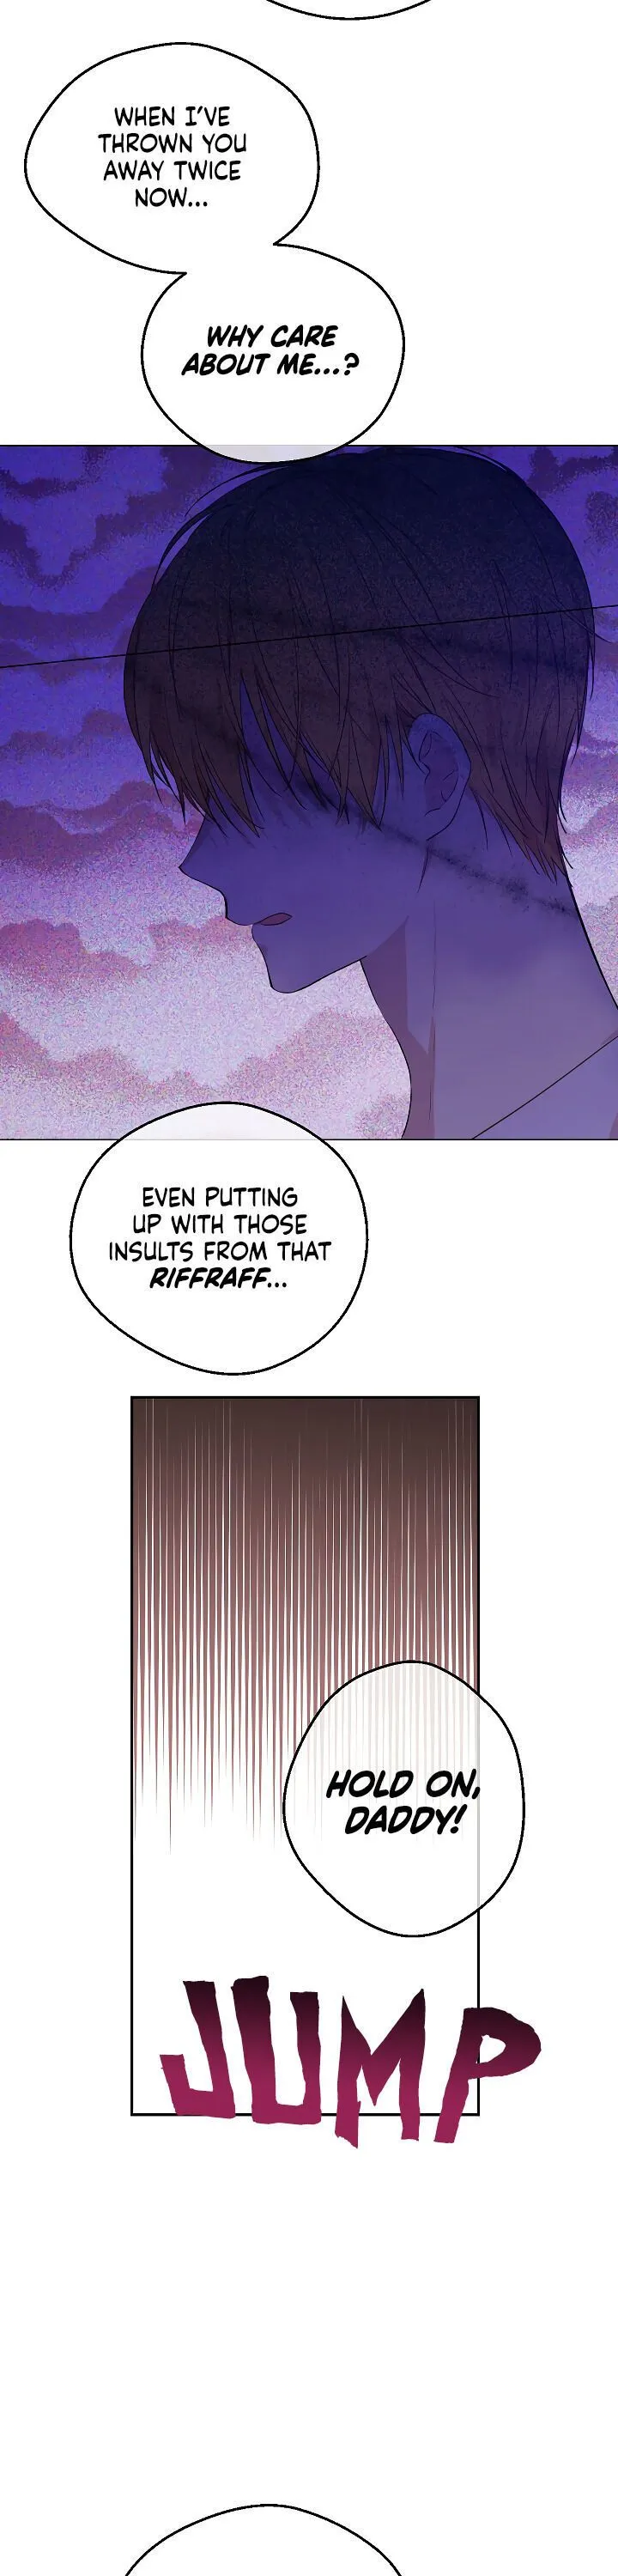 WHEN I'VE
THROWN YOU
AWAY TWICE
NOW...
WHY CARE
ABOUT ME...?
EVEN PUTTING
UP WITH THOSE
INSULTS FROM THAT
RIFFRAFF...
HOLD ON,
DADDY!
JUMP